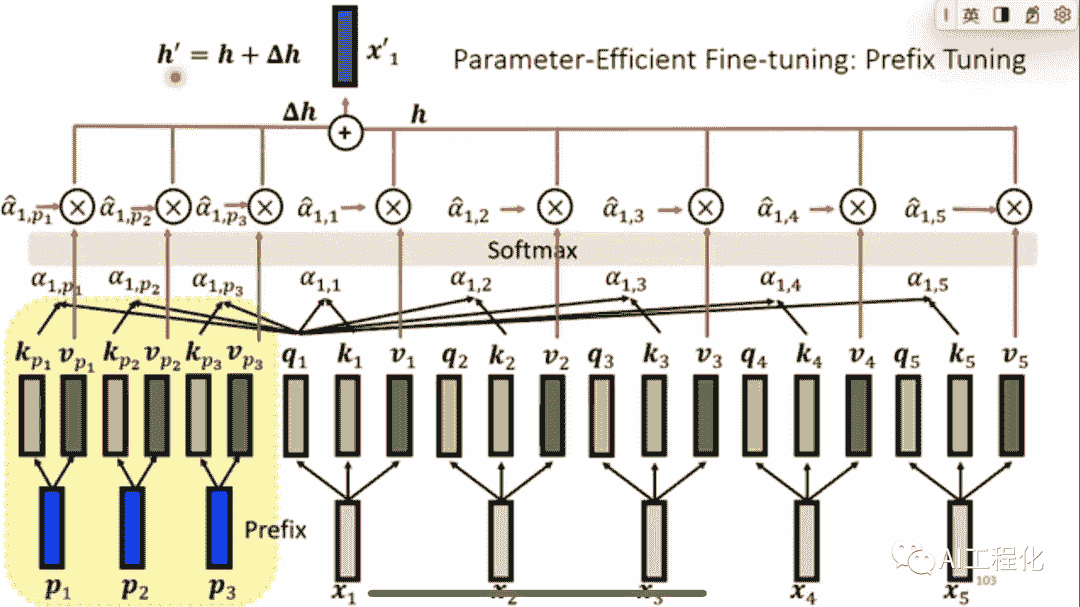 英
h′ = h + Δh
x′1
Parameter-Efficient Fine-tuning: Prefix Tuning
Δh
h
α̂1,p1 α̂1,p2 α̂1,p3 α̂1,1 α̂1,2 α̂1,3 α̂1,4 α̂1,5
Softmax
α1,p1 α1,p2 α1,p3 α1,1 α1,2 α1,3 α1,4 α1,5
kp1 vp1 kp2 vp2 kp3 vp3 q1 k1 v1 q2 k2 v2 q3 k3 v3 q4 k4 v4 q5 k5 v5
Prefix
p1 p2 p3 x1 x2 x3 x4 x5
AI工程化
103